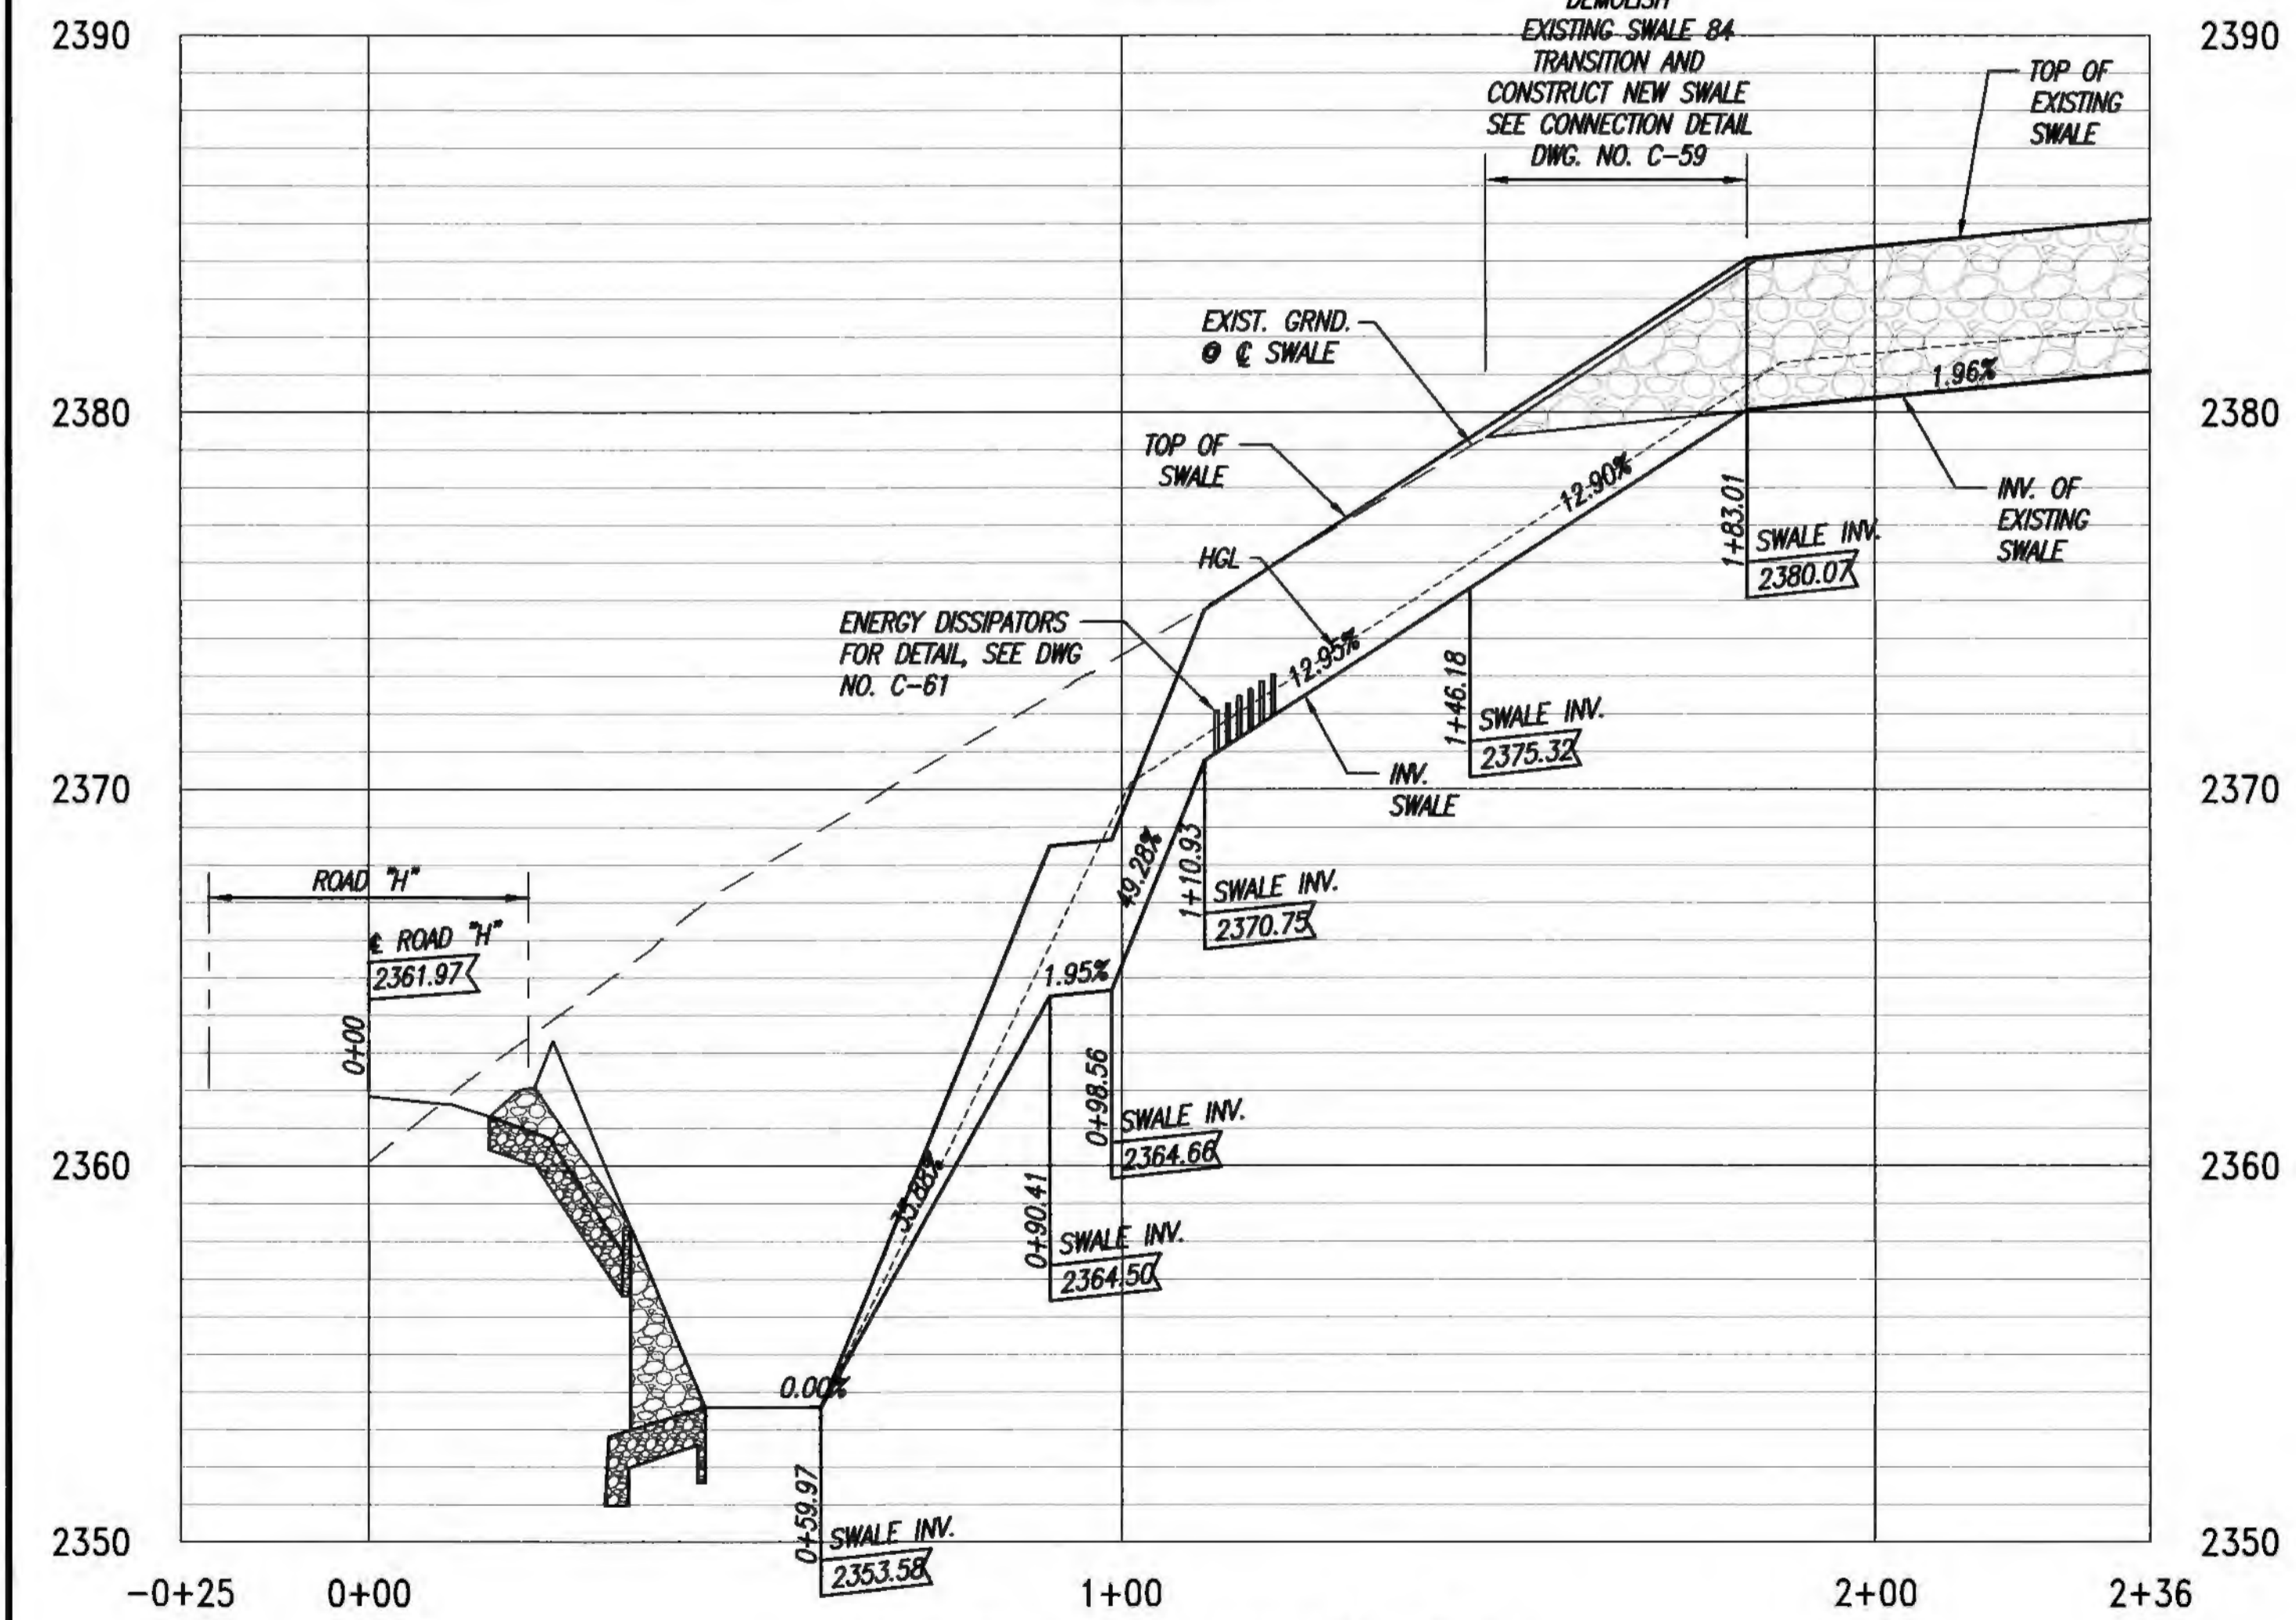 DEMOLISH
EXISTING SWALE 84
TRANSITION AND
CONSTRUCT NEW SWALE
SEE CONNECTION DETAIL
DWG. NO. C-59
2390
2390
TOP OF
EXISTING
SWALE
EXIST. GRND.
@ ℄ SWALE
1.96%
2380
2380
TOP OF
SWALE
12.90%
INV. OF
EXISTING
SWALE
1+83.01
SWALE INV.
2380.07
HGL
ENERGY DISSIPATORS
FOR DETAIL, SEE DWG
NO. C-61
12.95%
1+46.18
SWALE INV.
2375.32
2370
2370
INV.
SWALE
49.28%
1+10.93
SWALE INV.
2370.75
ROAD "H"
℄ ROAD "H"
2361.97
0+00
1.95%
0+98.56
SWALE INV.
2364.66
2360
2360
35.88%
0+90.41
SWALE INV.
2364.50
0.00%
0+59.97
SWALE INV.
2353.58
2350
2350
-0+25
0+00
1+00
2+00
2+36